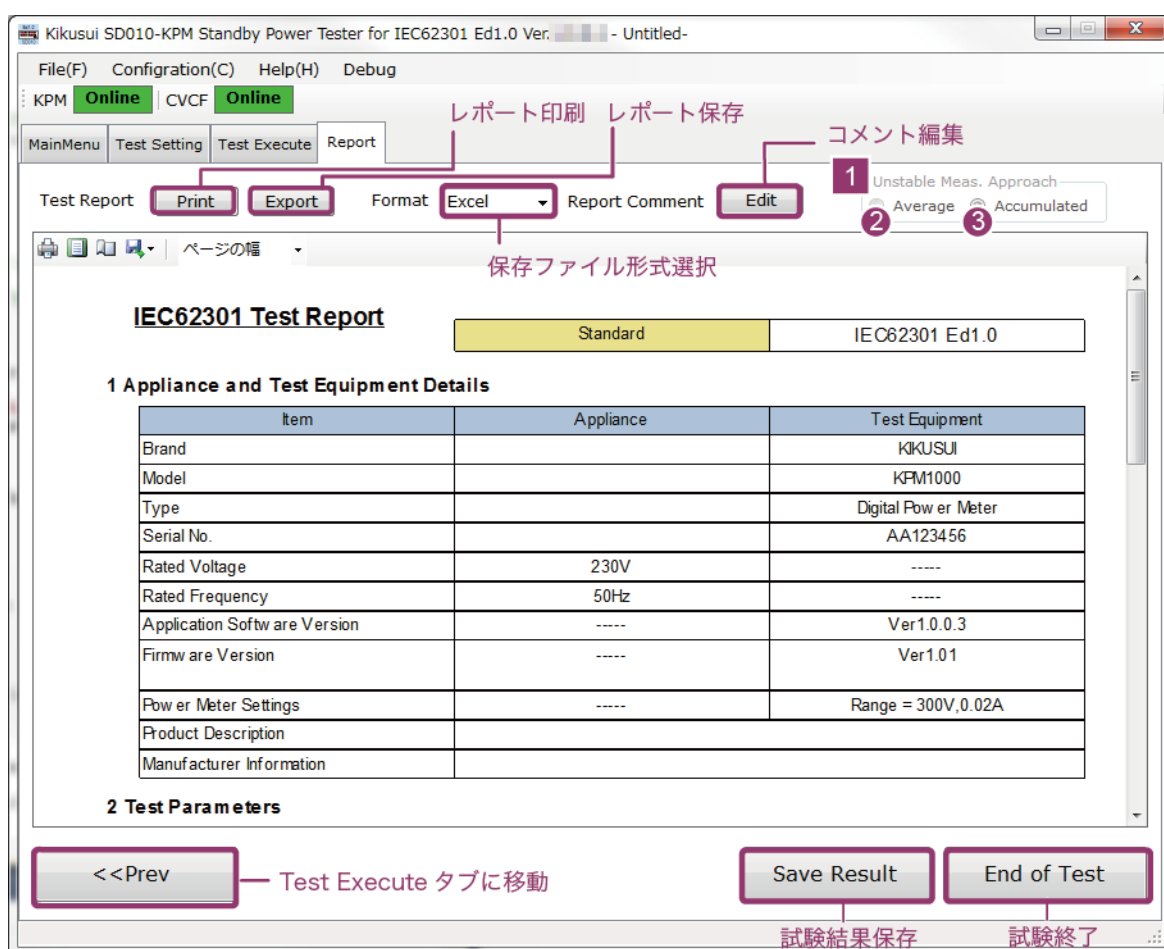 Kikusui SD010-KPM Standby Power Tester for IEC62301 Ed1.0 Ver. - Untitled-
File(F) Configration(C) Help(H) Debug
KPM Online CVCF Online
レポート印刷 レポート保存
コメント編集
MainMenu Test Setting Test Execute Report
1 Unstable Meas. Approach
Test Report Print Export Format Excel Report Comment Edit
2 Average 3 Accumulated
ページの幅
保存ファイル形式選択
IEC62301 Test Report
Standard IEC62301 Ed1.0
1 Appliance and Test Equipment Details
Item Appliance Test Equipment
Brand KIKUSUI
Model KPM1000
Type Digital Power Meter
Serial No. AA123456
Rated Voltage 230V -----
Rated Frequency 50Hz -----
Application Software Version ----- Ver1.0.0.3
Firmware Version ----- Ver1.01
Power Meter Settings ----- Range = 300V,0.02A
Product Description
Manufacturer Information
2 Test Parameters
<<Prev Test Execute タブに移動 Save Result End of Test
試験結果保存 試験終了